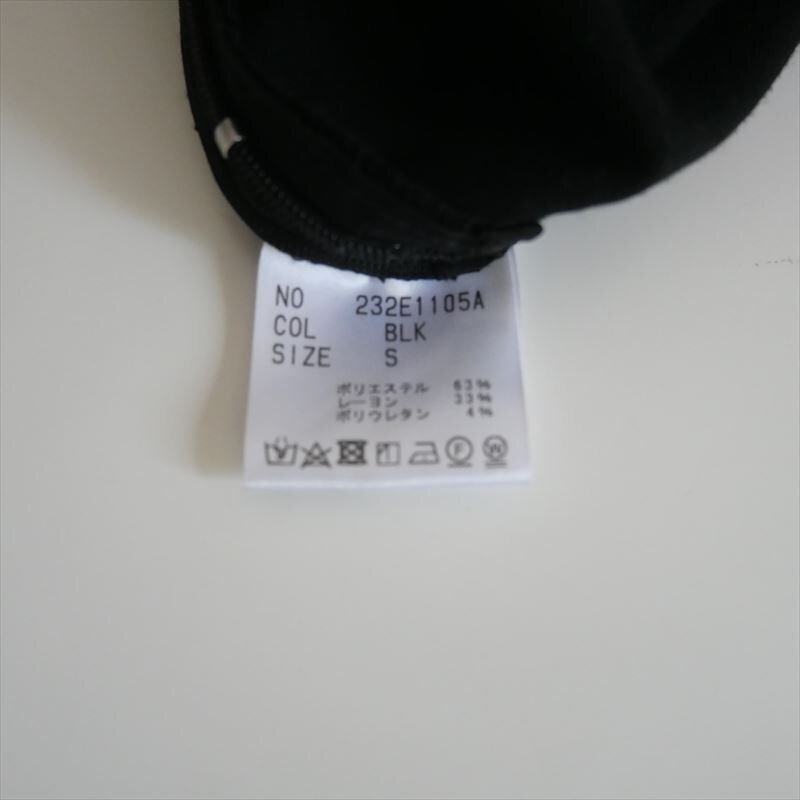 NO 232E1105A
COL BLK
SIZE S
ポリエステル 63%
レーヨン 33%
ポリウレタン 4%
F W